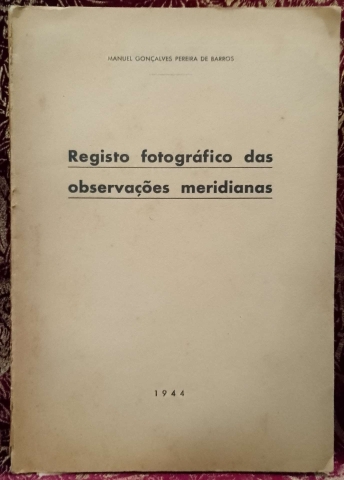 MANUEL GONÇALVES PEREIRA DE BARROS
Registo fotográfico das
observações meridianas
1944